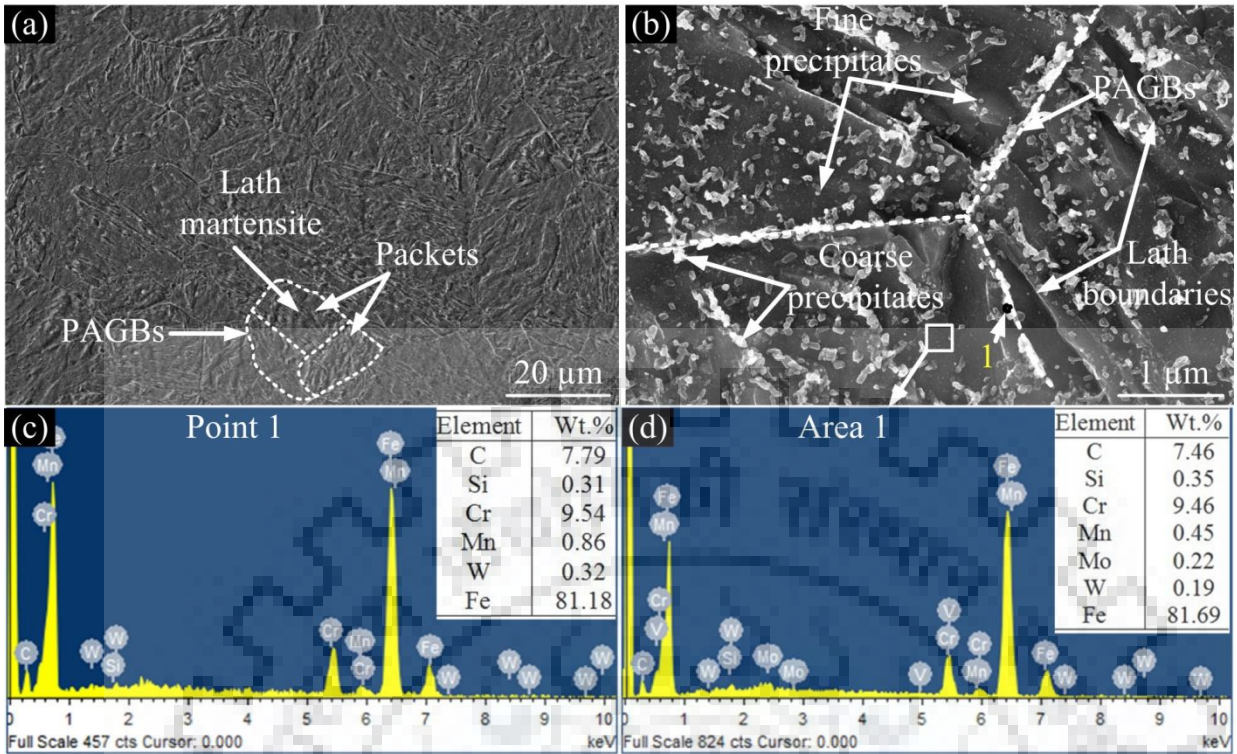 (a)
Lath
martensite
Packets
PAGBs
20 µm
(b)
Fine
precipitates
PAGBs
Coarse
precipitates
Lath
boundaries
1
1 µm
(c)
Point 1
Element Wt.%
C 7.79
Si 0.31
Cr 9.54
Mn 0.86
W 0.32
Fe 81.18
Mn
Cr
Fe
Mn
C
W
W
Si
Cr
Mn
Cr
Fe
W
W
W
W
W
0 1 2 3 4 5 6 7 8 9 10
Full Scale 457 cts Cursor: 0.000 keV
(d)
Area 1
Element Wt.%
C 7.46
Si 0.35
Cr 9.46
Mn 0.45
Mo 0.22
W 0.19
Fe 81.69
Fe
Mn
Cr
V
C
W
W
Si
Mo
Mo
V
V
Cr
Cr
Mn
Fe
Mn
Fe
W
W
W
W
0 1 2 3 4 5 6 7 8 9 10
Full Scale 824 cts Cursor: 0.000 keV